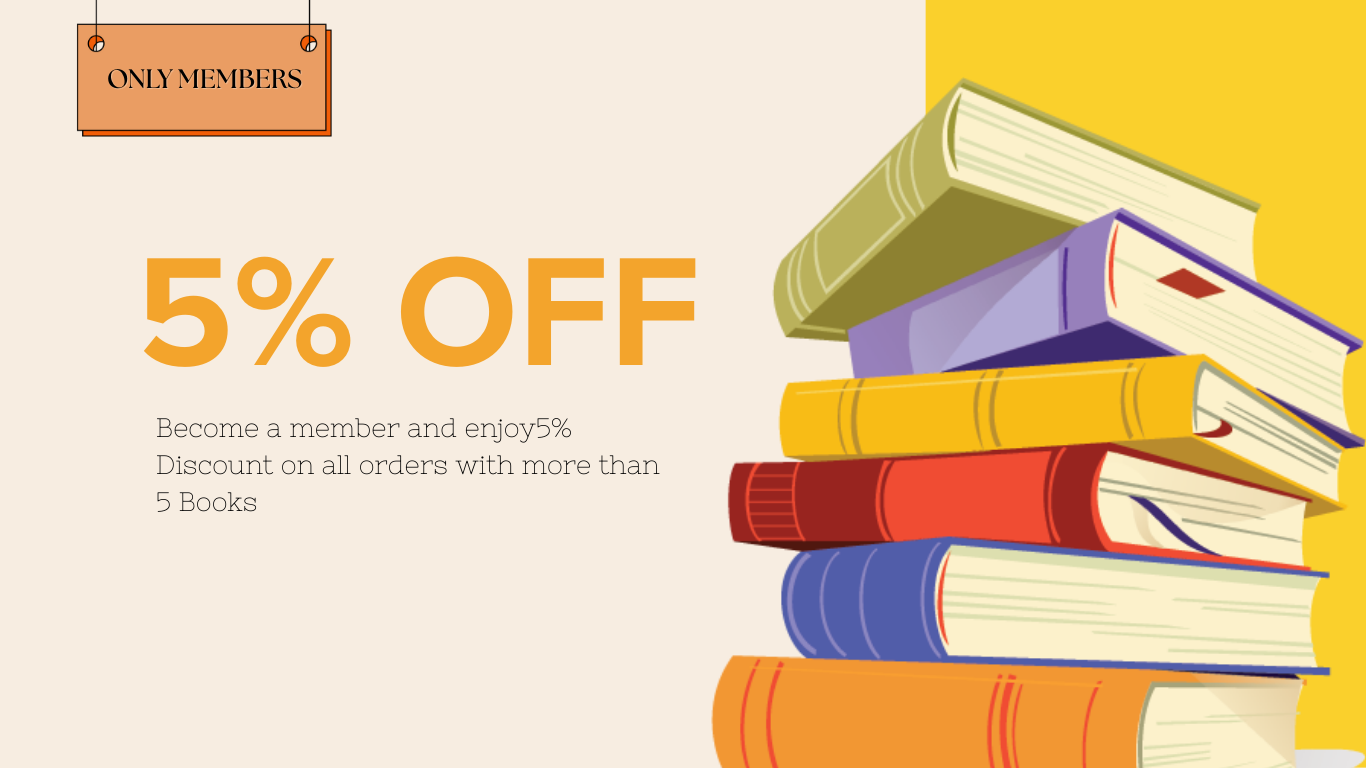 ONLY MEMBERS
5% OFF
Become a member and enjoy5%
Discount on all orders with more than
5 Books